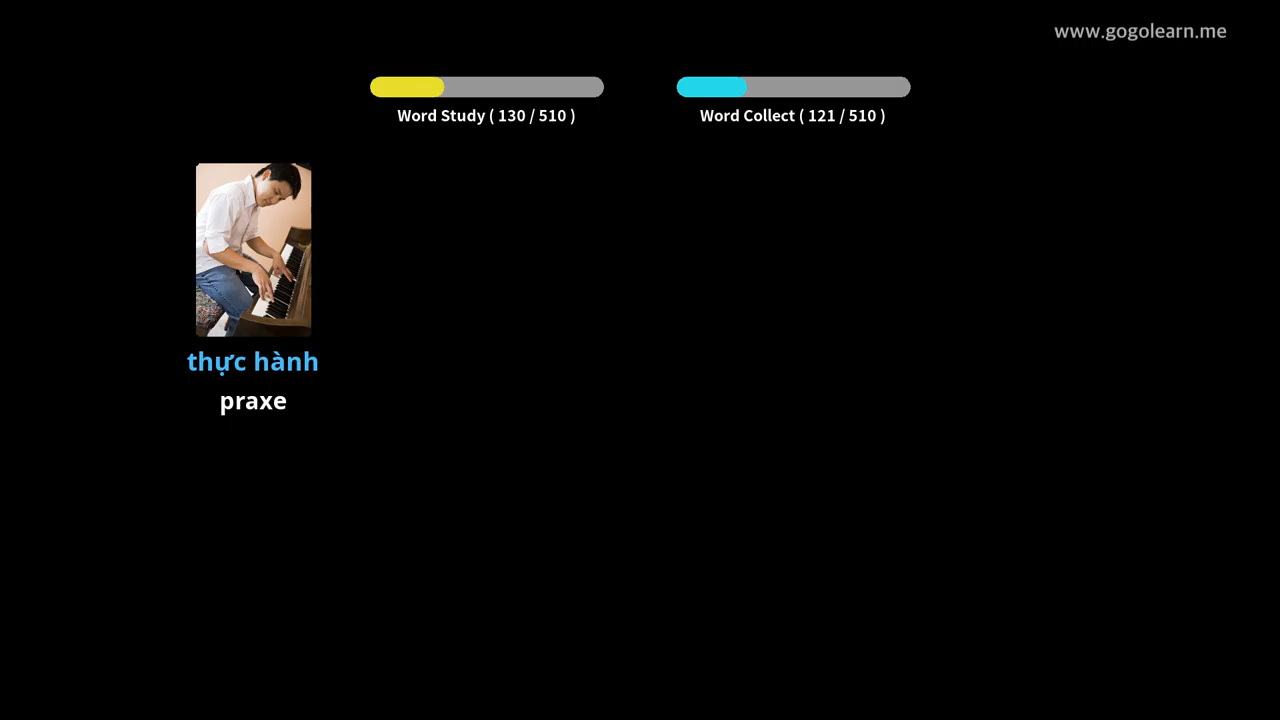 www.gogolearn.me
Word Study ( 130 / 510 )
Word Collect ( 121 / 510 )
thực hành
praxe